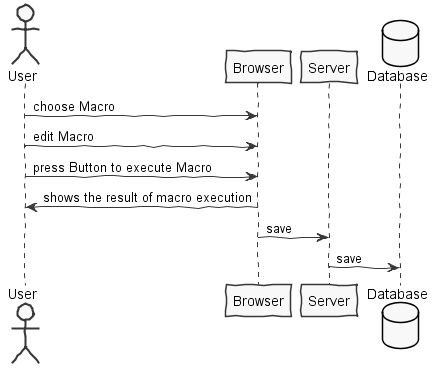 User
Browser
Server
Database
choose Macro
edit Macro
press Button to execute Macro
shows the result of macro execution
save
save
User
Browser
Server
Database